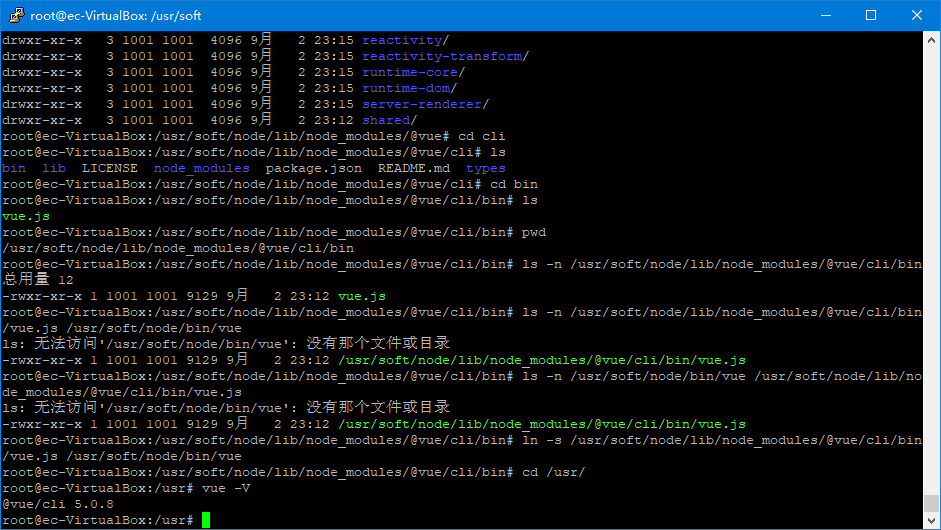 root@ec-VirtualBox: /usr/soft
drwxr-xr-x   3 1001 1001  4096 9月   2 23:15 reactivity/
drwxr-xr-x   3 1001 1001  4096 9月   2 23:15 reactivity-transform/
drwxr-xr-x   3 1001 1001  4096 9月   2 23:15 runtime-core/
drwxr-xr-x   3 1001 1001  4096 9月   2 23:15 runtime-dom/
drwxr-xr-x   3 1001 1001  4096 9月   2 23:15 server-renderer/
drwxr-xr-x   3 1001 1001  4096 9月   2 23:12 shared/
root@ec-VirtualBox:/usr/soft/node/lib/node_modules/@vue# cd cli
root@ec-VirtualBox:/usr/soft/node/lib/node_modules/@vue/cli# ls
bin  lib  LICENSE  node_modules  package.json  README.md  types
root@ec-VirtualBox:/usr/soft/node/lib/node_modules/@vue/cli# cd bin
root@ec-VirtualBox:/usr/soft/node/lib/node_modules/@vue/cli/bin# ls
vue.js
root@ec-VirtualBox:/usr/soft/node/lib/node_modules/@vue/cli/bin# pwd
/usr/soft/node/lib/node_modules/@vue/cli/bin
root@ec-VirtualBox:/usr/soft/node/lib/node_modules/@vue/cli/bin# ls -n /usr/soft/node/lib/node_modules/@vue/cli/bin
总用量 12
-rwxr-xr-x 1 1001 1001 9129 9月   2 23:12 vue.js
root@ec-VirtualBox:/usr/soft/node/lib/node_modules/@vue/cli/bin# ls -n /usr/soft/node/lib/node_modules/@vue/cli/bin
/vue.js /usr/soft/node/bin/vue
ls: 无法访问'/usr/soft/node/bin/vue': 没有那个文件或目录
-rwxr-xr-x 1 1001 1001 9129 9月   2 23:12 /usr/soft/node/lib/node_modules/@vue/cli/bin/vue.js
root@ec-VirtualBox:/usr/soft/node/lib/node_modules/@vue/cli/bin# ls -n /usr/soft/node/bin/vue /usr/soft/node/lib/no
de_modules/@vue/cli/bin/vue.js
ls: 无法访问'/usr/soft/node/bin/vue': 没有那个文件或目录
-rwxr-xr-x 1 1001 1001 9129 9月   2 23:12 /usr/soft/node/lib/node_modules/@vue/cli/bin/vue.js
root@ec-VirtualBox:/usr/soft/node/lib/node_modules/@vue/cli/bin# ln -s /usr/soft/node/lib/node_modules/@vue/cli/bin
/vue.js /usr/soft/node/bin/vue
root@ec-VirtualBox:/usr/soft/node/lib/node_modules/@vue/cli/bin# cd /usr/
root@ec-VirtualBox:/usr# vue -V
@vue/cli 5.0.8
root@ec-VirtualBox:/usr#